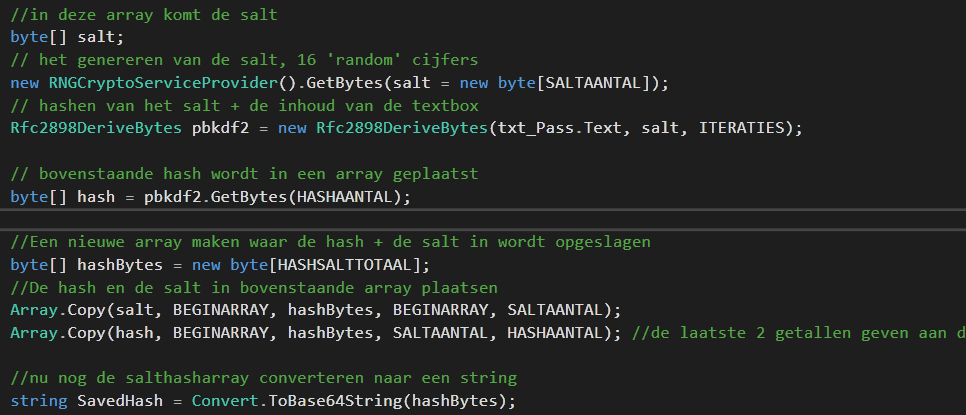 //in deze array komt de salt
byte[] salt;
// het genereren van de salt, 16 'random' cijfers
new RNGCryptoServiceProvider().GetBytes(salt = new byte[SALTAANTAL]);
// hashen van het salt + de inhoud van de textbox
Rfc2898DeriveBytes pbkdf2 = new Rfc2898DeriveBytes(txt_Pass.Text, salt, ITERATIES);
// bovenstaande hash wordt in een array geplaatst
byte[] hash = pbkdf2.GetBytes(HASHAANTAL);
//Een nieuwe array maken waar de hash + de salt in wordt opgeslagen
byte[] hashBytes = new byte[HASHSALTTOTAAL];
//De hash en de salt in bovenstaande array plaatsen
Array.Copy(salt, BEGINARRAY, hashBytes, BEGINARRAY, SALTAANTAL);
Array.Copy(hash, BEGINARRAY, hashBytes, SALTAANTAL, HASHAANTAL); //de laatste 2 getallen geven aan d
//nu nog de salthasharray converteren naar een string
string SavedHash = Convert.ToBase64String(hashBytes);